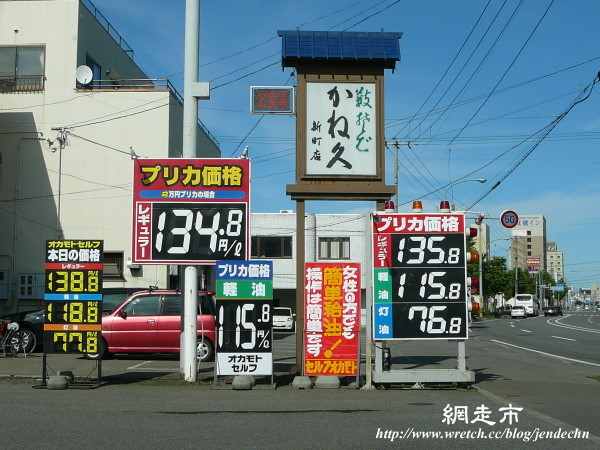 オカモトセルフ
本日の価格
レギュラー
138.8
軽油
118.8
灯油
77.8
プリカ価格
2万円プリカの場合
レギュラー
134.8
円/ℓ
プリカ価格
軽油
115.8
円/ℓ
オカモト
セルフ
かね久
新町店
簡単給油!
女性の方でも
操作は簡単です
セルフオカモト
プリカ価格
レギュラー
135.8
軽油
115.8
灯油
76.8
50
網走市
http://www.wretch.cc/blog/jendechn